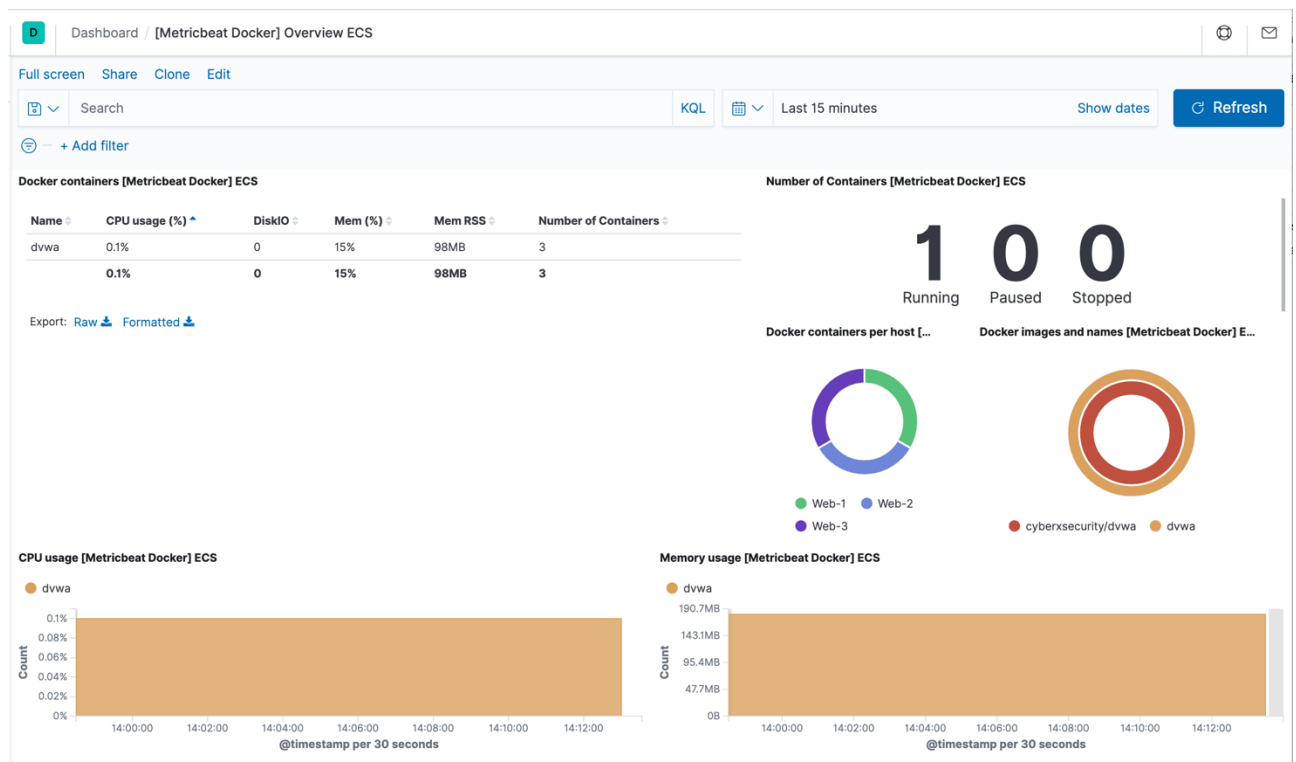 D Dashboard / [Metricbeat Docker] Overview ECS
Full screen Share Clone Edit
Search KQL Last 15 minutes Show dates Refresh
+ Add filter
Docker containers [Metricbeat Docker] ECS
Name CPU usage (%) DiskIO Mem (%) Mem RSS Number of Containers
dvwa 0.1% 0 15% 98MB 3
0.1% 0 15% 98MB 3
Export: Raw Formatted
Number of Containers [Metricbeat Docker] ECS
1 0 0
Running Paused Stopped
Docker containers per host [...
Web-1 Web-2
Web-3
Docker images and names [Metricbeat Docker] E...
cyberxsecurity/dvwa dvwa
CPU usage [Metricbeat Docker] ECS
dvwa
0.1%
0.08%
0.06%
0.04%
0.02%
0%
Count
14:00:00 14:02:00 14:04:00 14:06:00 14:08:00 14:10:00 14:12:00
@timestamp per 30 seconds
Memory usage [Metricbeat Docker] ECS
dvwa
190.7MB
143.1MB
95.4MB
47.7MB
0B
Count
14:00:00 14:02:00 14:04:00 14:06:00 14:08:00 14:10:00 14:12:00
@timestamp per 30 seconds